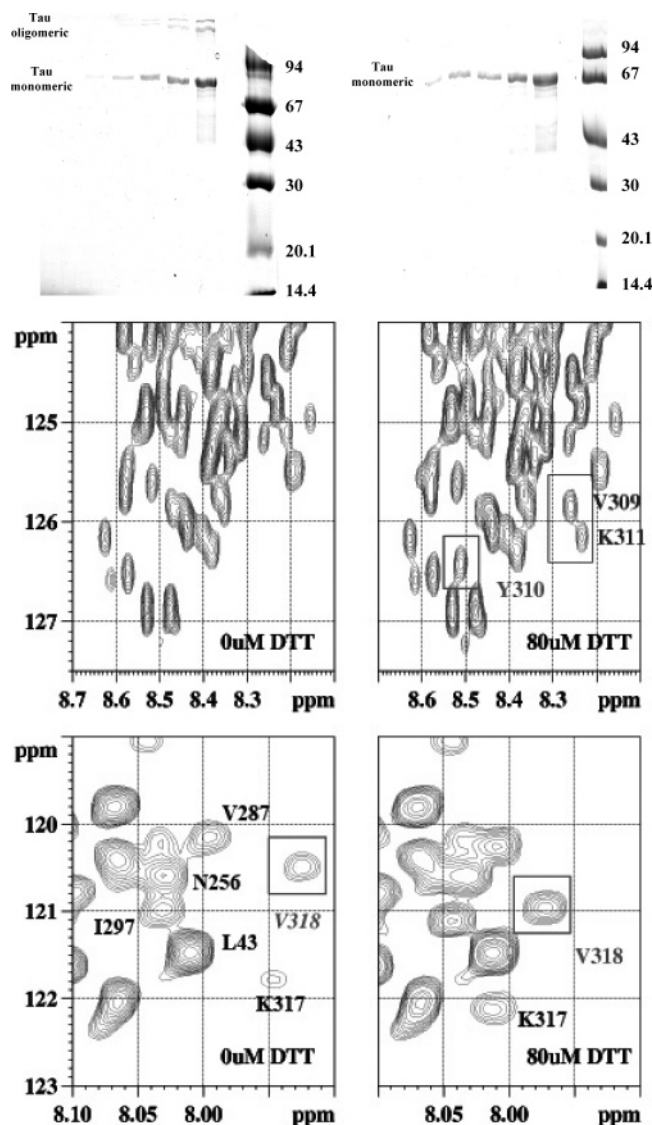 Tau
oligomeric
Tau
monomeric
94
67
43
30
20.1
14.4
Tau
monomeric
94
67
43
30
20.1
14.4
ppm
125
126
127
0uM DTT
8.7 8.6 8.5 8.4 8.3 ppm
V309
K311
Y310
80uM DTT
8.6 8.5 8.4 8.3 ppm
ppm
120
121
122
123
V287
N256
V318
I297
L43
K317
0uM DTT
8.10 8.05 8.00 ppm
V318
K317
80uM DTT
8.05 8.00 ppm